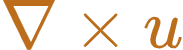 ∇ × u